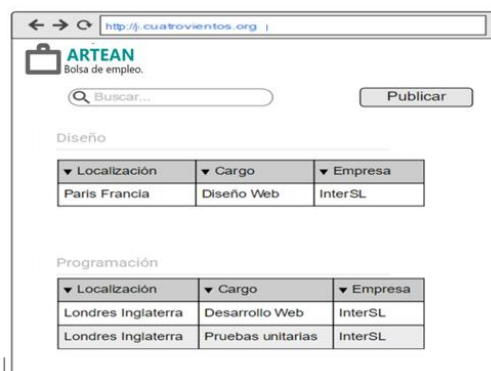 http://j.cuatrovientos.org
ARTEAN
Bolsa de empleo.
Buscar...
Publicar
Diseño
▼ Localización ▼ Cargo ▼ Empresa
Paris Francia Diseño Web InterSL
Programación
▼ Localización ▼ Cargo ▼ Empresa
Londres Inglaterra Desarrollo Web InterSL
Londres Inglaterra Pruebas unitarias InterSL